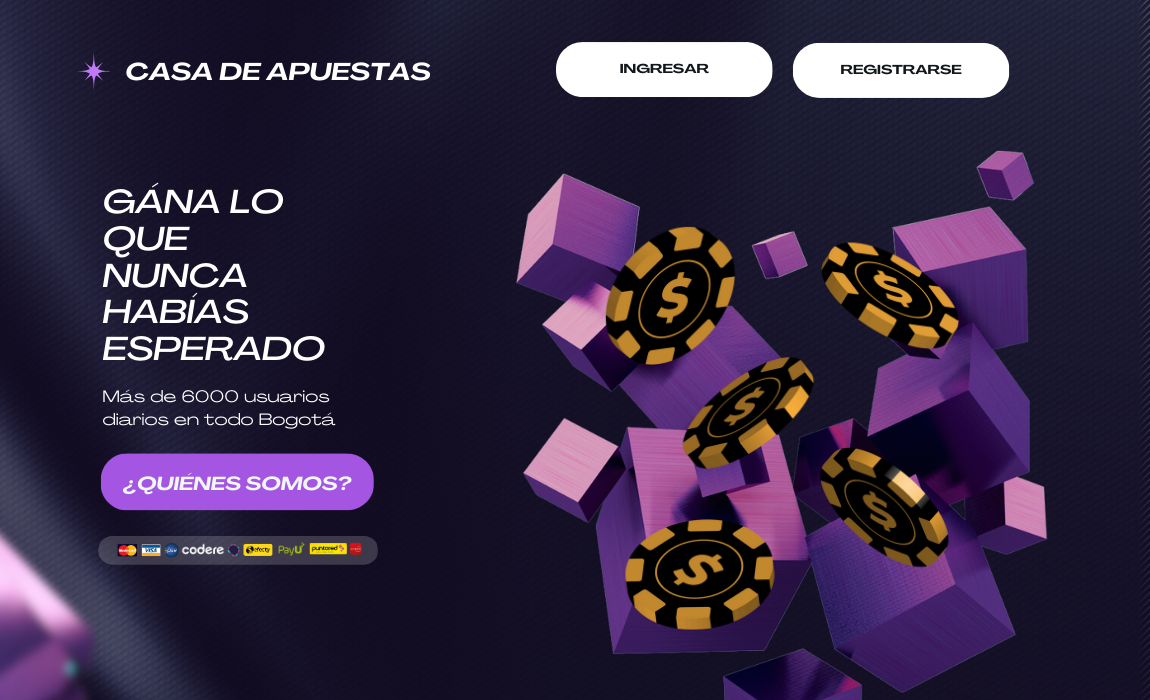 CASA DE APUESTAS
INGRESAR
REGISTRARSE
GÁNA LO
QUE
NUNCA
HABÍAS
ESPERADO
Más de 6000 usuarios
diarios en todo Bogotá
¿QUIÉNES SOMOS?
VISA codere efecty PayU puntored
$
$
$
$
$